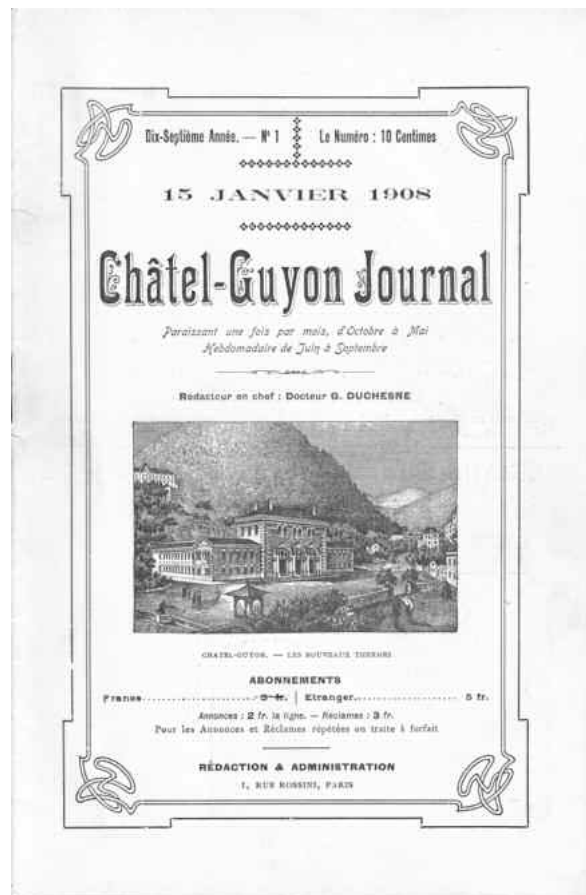 Dix-Septième Année. — N° 1
Le Numéro : 10 Centimes
15 JANVIER 1908
Châtel-Guyon Journal
Paraissant une fois par mois, d'Octobre à Mai
Hebdomadaire de Juin à Septembre
Rédacteur en chef : Docteur G. DUCHESNE
CHATEL-GUYON. — LES NOUVEAUX THERMES
ABONNEMENTS
France.................... 3 fr. | Etranger.................... 5 fr.
Annonces : 2 fr. la ligne. — Réclames : 3 fr.
Pour les Annonces et Réclames répétées on traite à forfait
RÉDACTION & ADMINISTRATION
1, RUE ROSSINI, PARIS